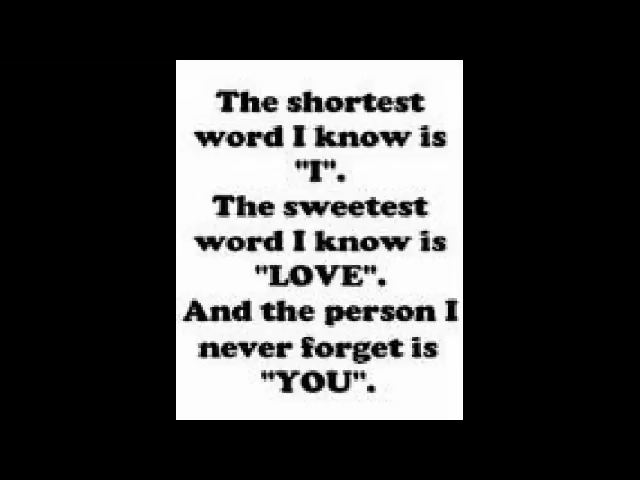 The shortest
word I know is
"I".
The sweetest
word I know is
"LOVE".
And the person I
never forget is
"YOU".